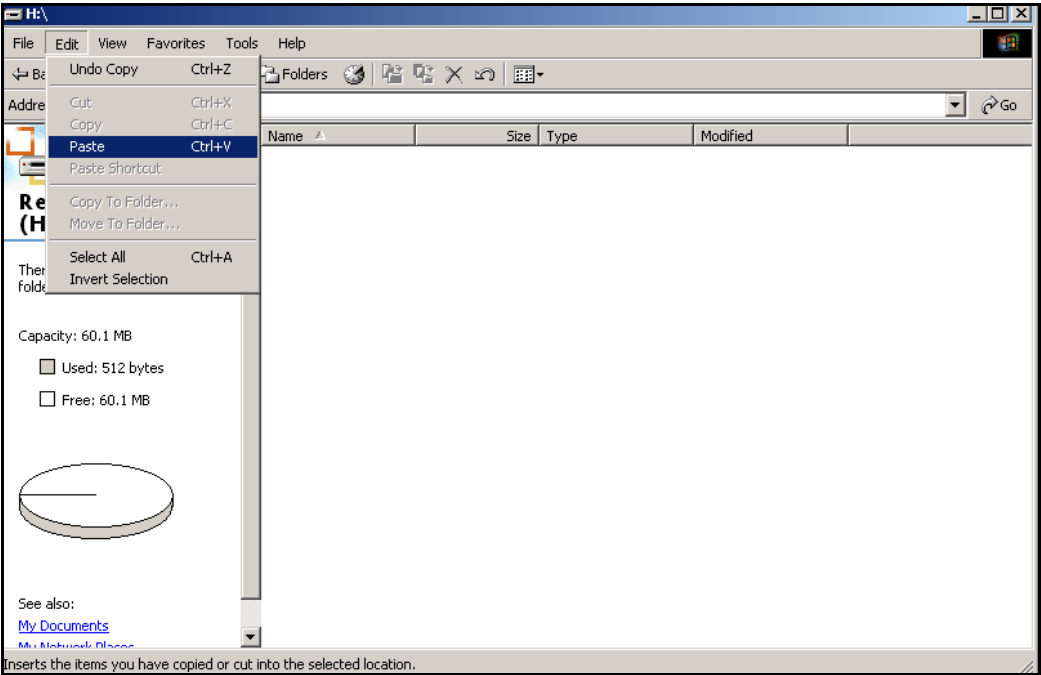 H:\
File Edit View Favorites Tools Help
Undo Copy Ctrl+Z
Folders
Cut Ctrl+X
Go
Copy Ctrl+C
Name Size Type Modified
Paste Ctrl+V
Paste Shortcut
Copy To Folder...
Move To Folder...
(H
Select All Ctrl+A
Invert Selection
Capacity: 60.1 MB
Used: 512 bytes
Free: 60.1 MB
See also:
My Documents
My Network Places
Inserts the items you have copied or cut into the selected location.